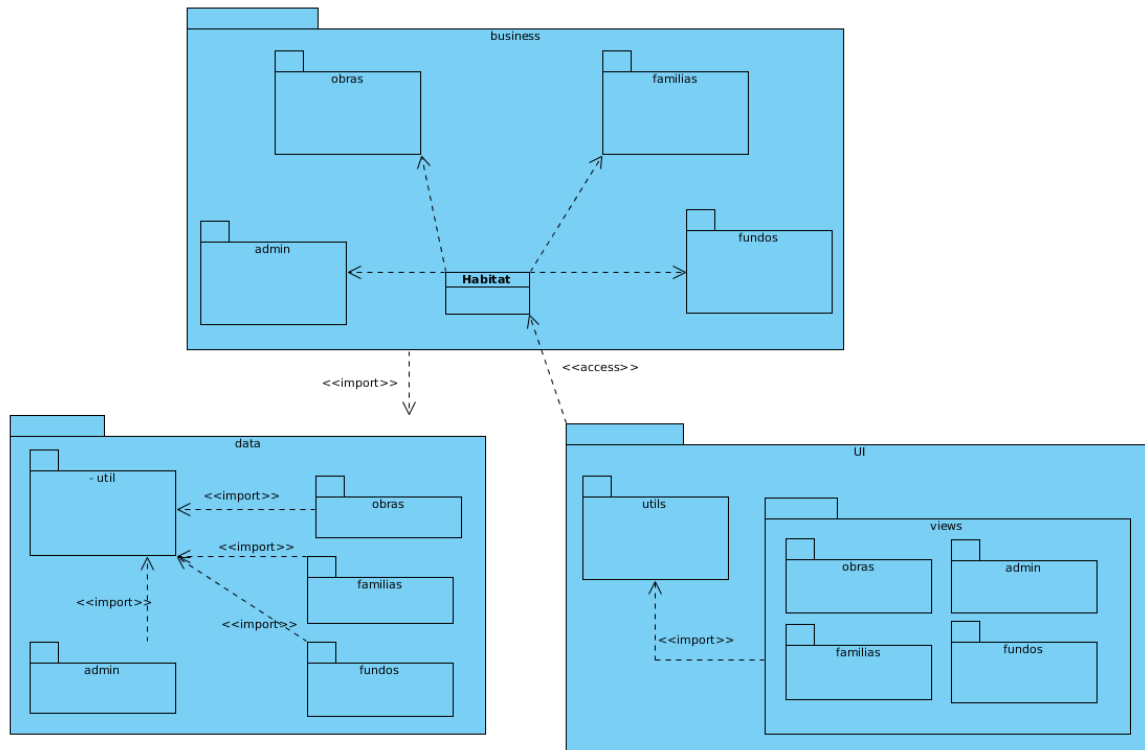 business
obras
familias
admin
fundos
Habitat
<<import>>
<<access>>
data
- util
<<import>>
obras
<<import>>
familias
<<import>>
<<import>>
admin
fundos
UI
utils
views
obras
admin
<<import>>
familias
fundos